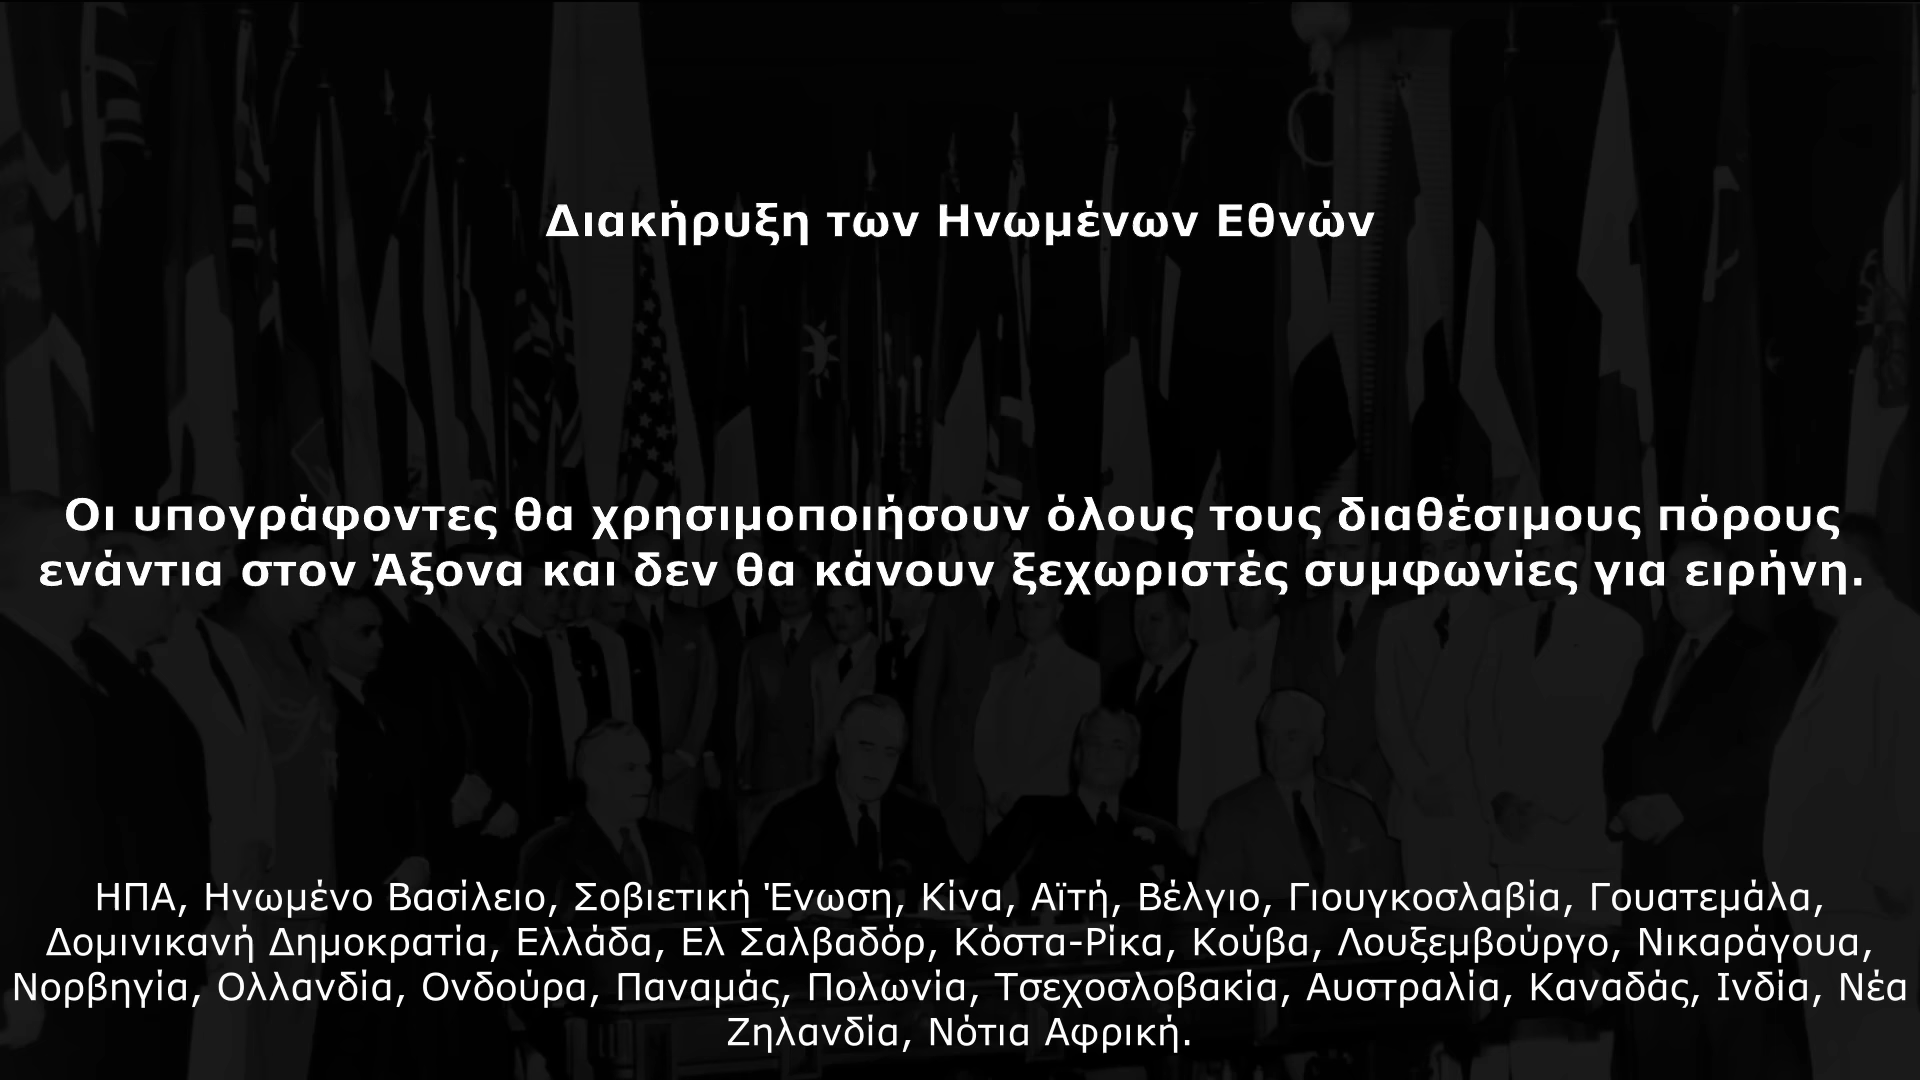 Διακήρυξη των Ηνωμένων Εθνών
Οι υπογράφοντες θα χρησιμοποιήσουν όλους τους διαθέσιμους πόρους
ενάντια στον Άξονα και δεν θα κάνουν ξεχωριστές συμφωνίες για ειρήνη.
ΗΠΑ, Ηνωμένο Βασίλειο, Σοβιετική Ένωση, Κίνα, Αϊτή, Βέλγιο, Γιουγκοσλαβία, Γουατεμάλα,
Δομινικανή Δημοκρατία, Ελλάδα, Ελ Σαλβαδόρ, Κόστα-Ρίκα, Κούβα, Λουξεμβούργο, Νικαράγουα,
Νορβηγία, Ολλανδία, Ονδούρα, Παναμάς, Πολωνία, Τσεχοσλοβακία, Αυστραλία, Καναδάς, Ινδία, Νέα
Ζηλανδία, Νότια Αφρική.